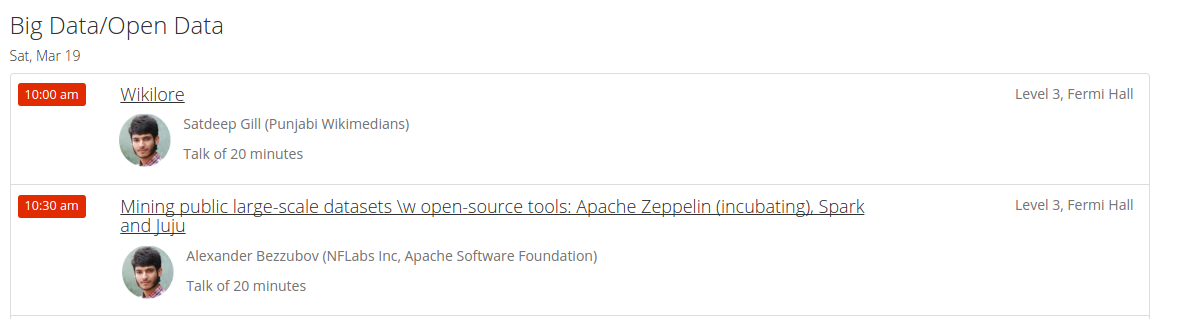 Big Data/Open Data
Sat, Mar 19
10:00 am
Wikilore
Level 3, Fermi Hall
Satdeep Gill (Punjabi Wikimedians)
Talk of 20 minutes
10:30 am
Mining public large-scale datasets \w open-source tools: Apache Zeppelin (incubating), Spark
and Juju
Level 3, Fermi Hall
Alexander Bezzubov (NFLabs Inc, Apache Software Foundation)
Talk of 20 minutes